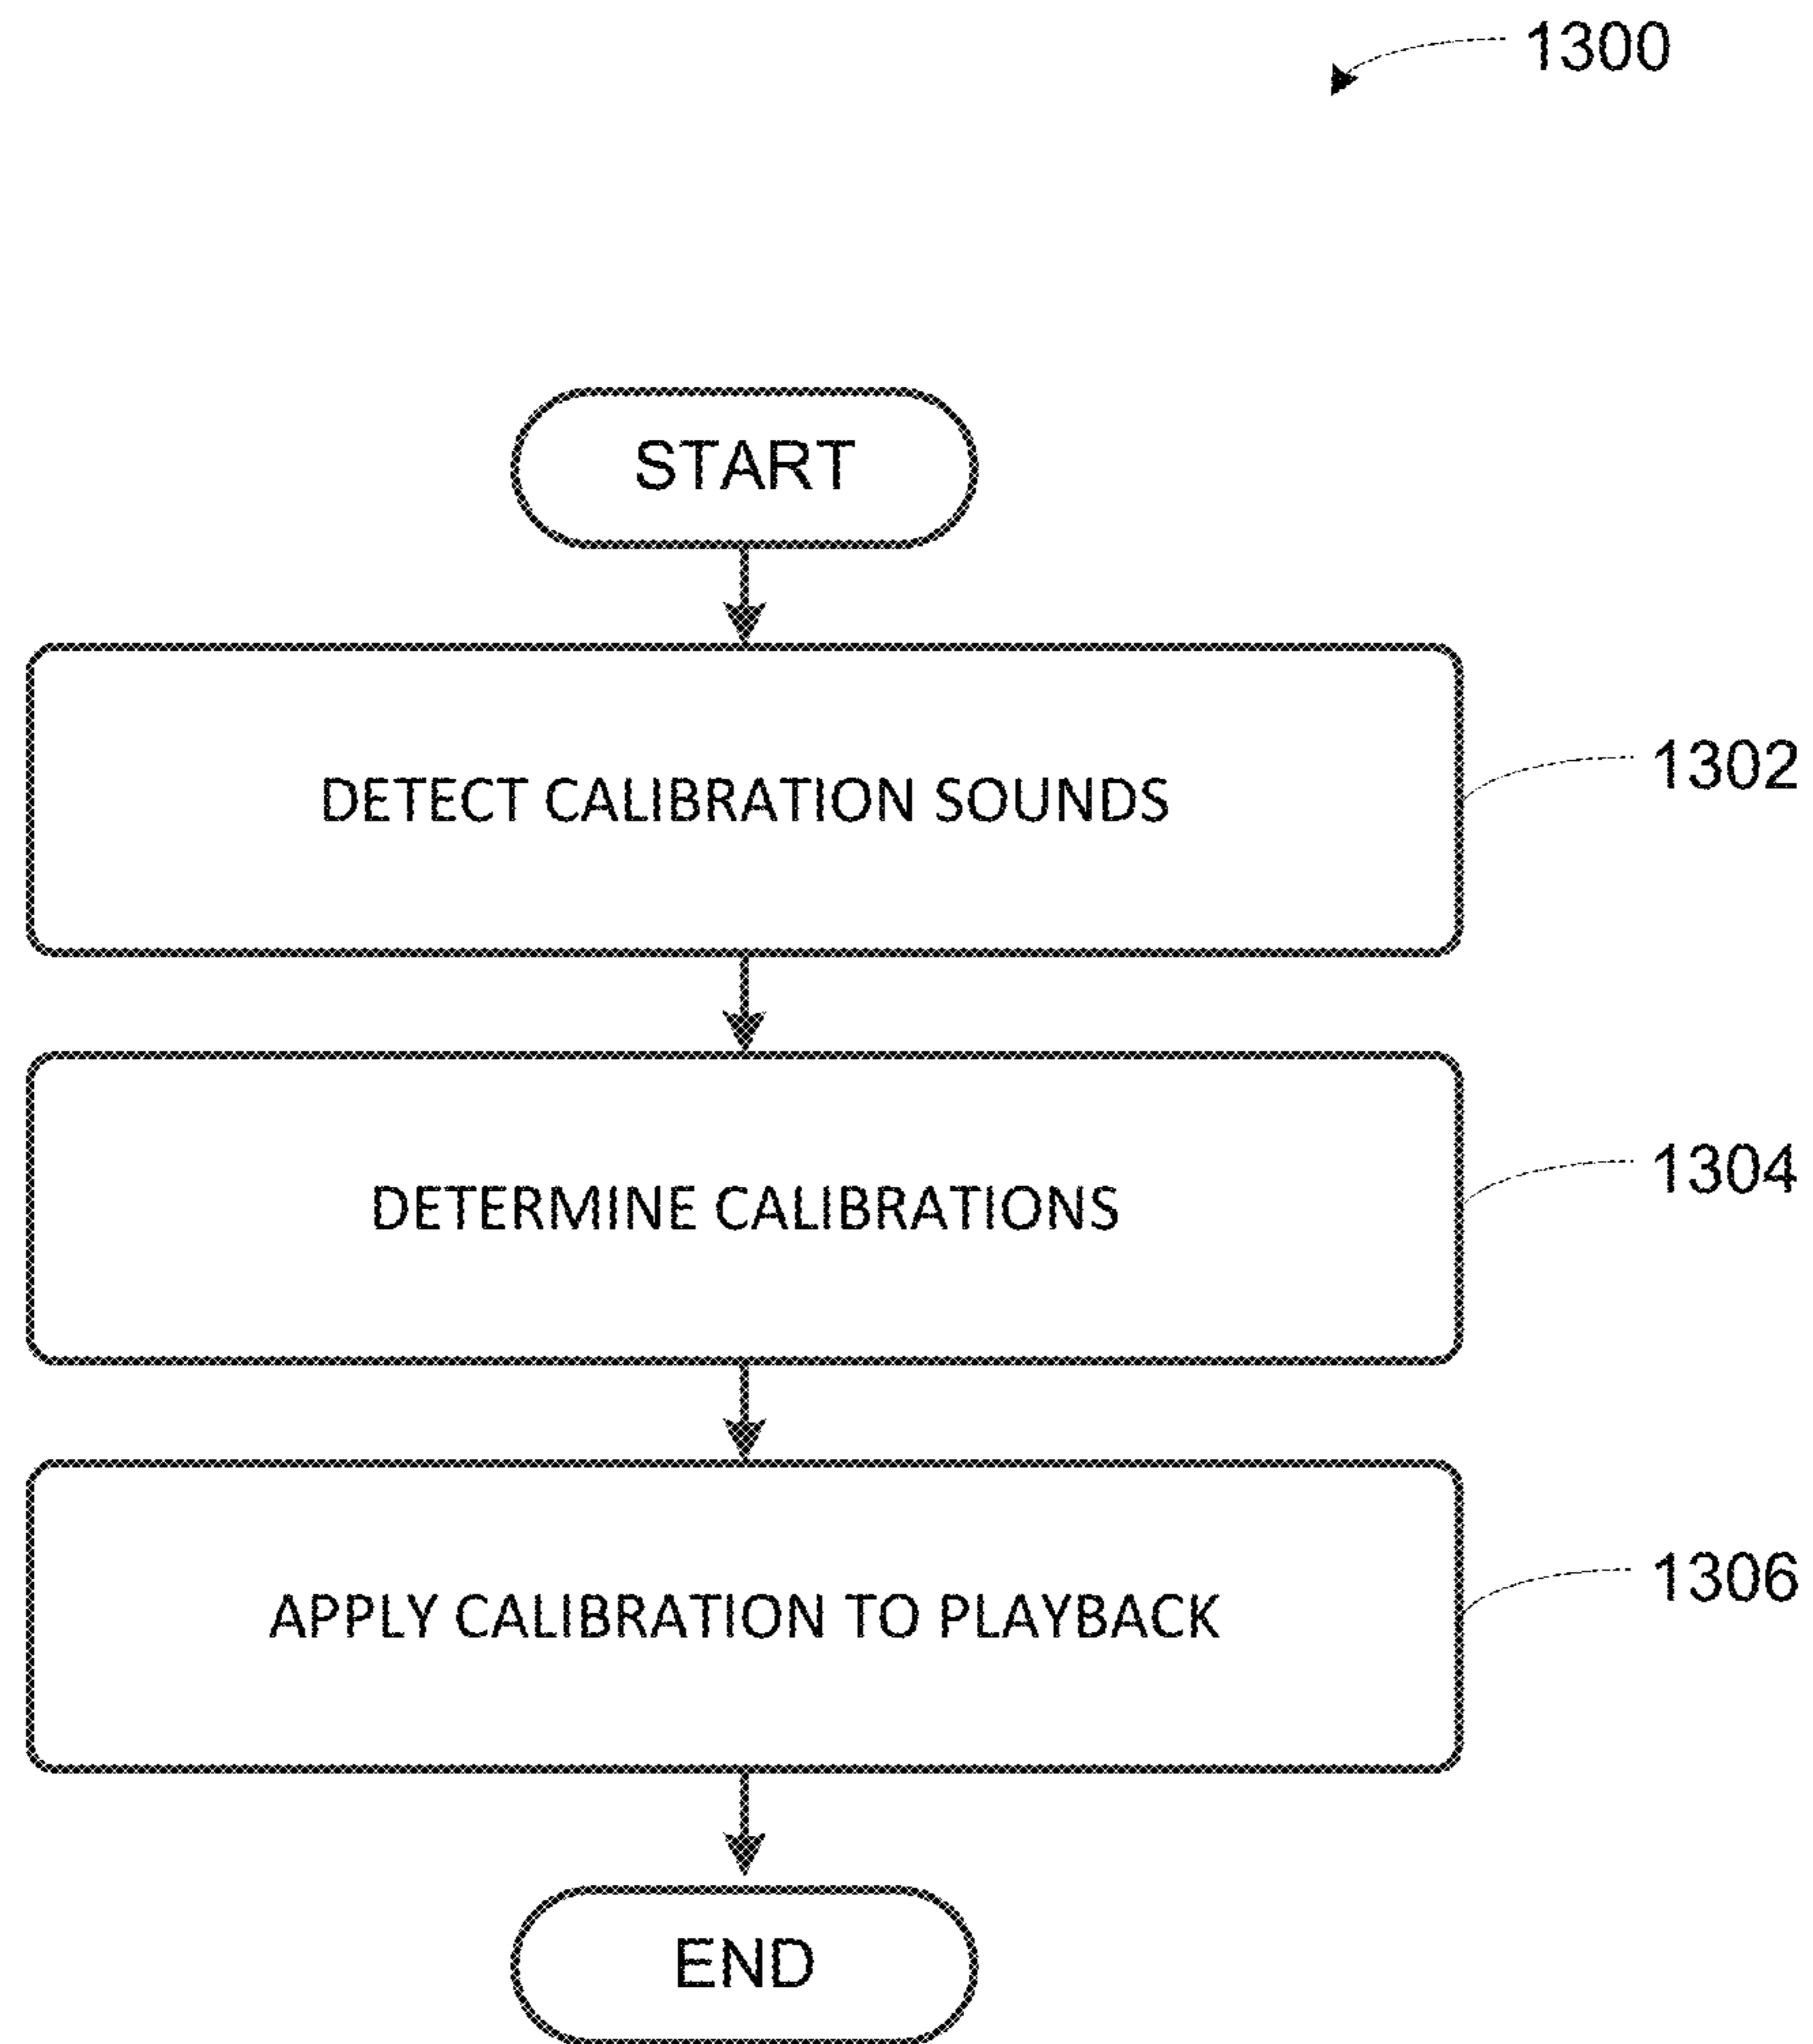 1300
START
DETECT CALIBRATION SOUNDS
1302
DETERMINE CALIBRATIONS
1304
APPLY CALIBRATION TO PLAYBACK
1306
END